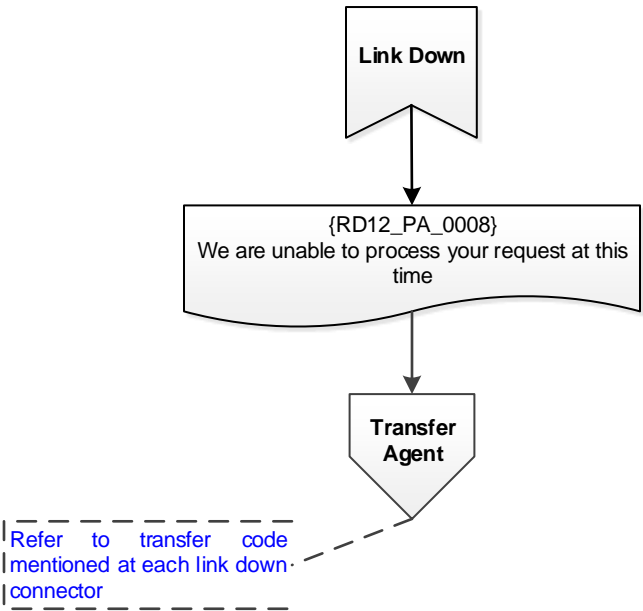 Link Down
{RD12_PA_0008}
We are unable to process your request at this
time
Transfer
Agent
Refer to transfer code
mentioned at each link down
connector